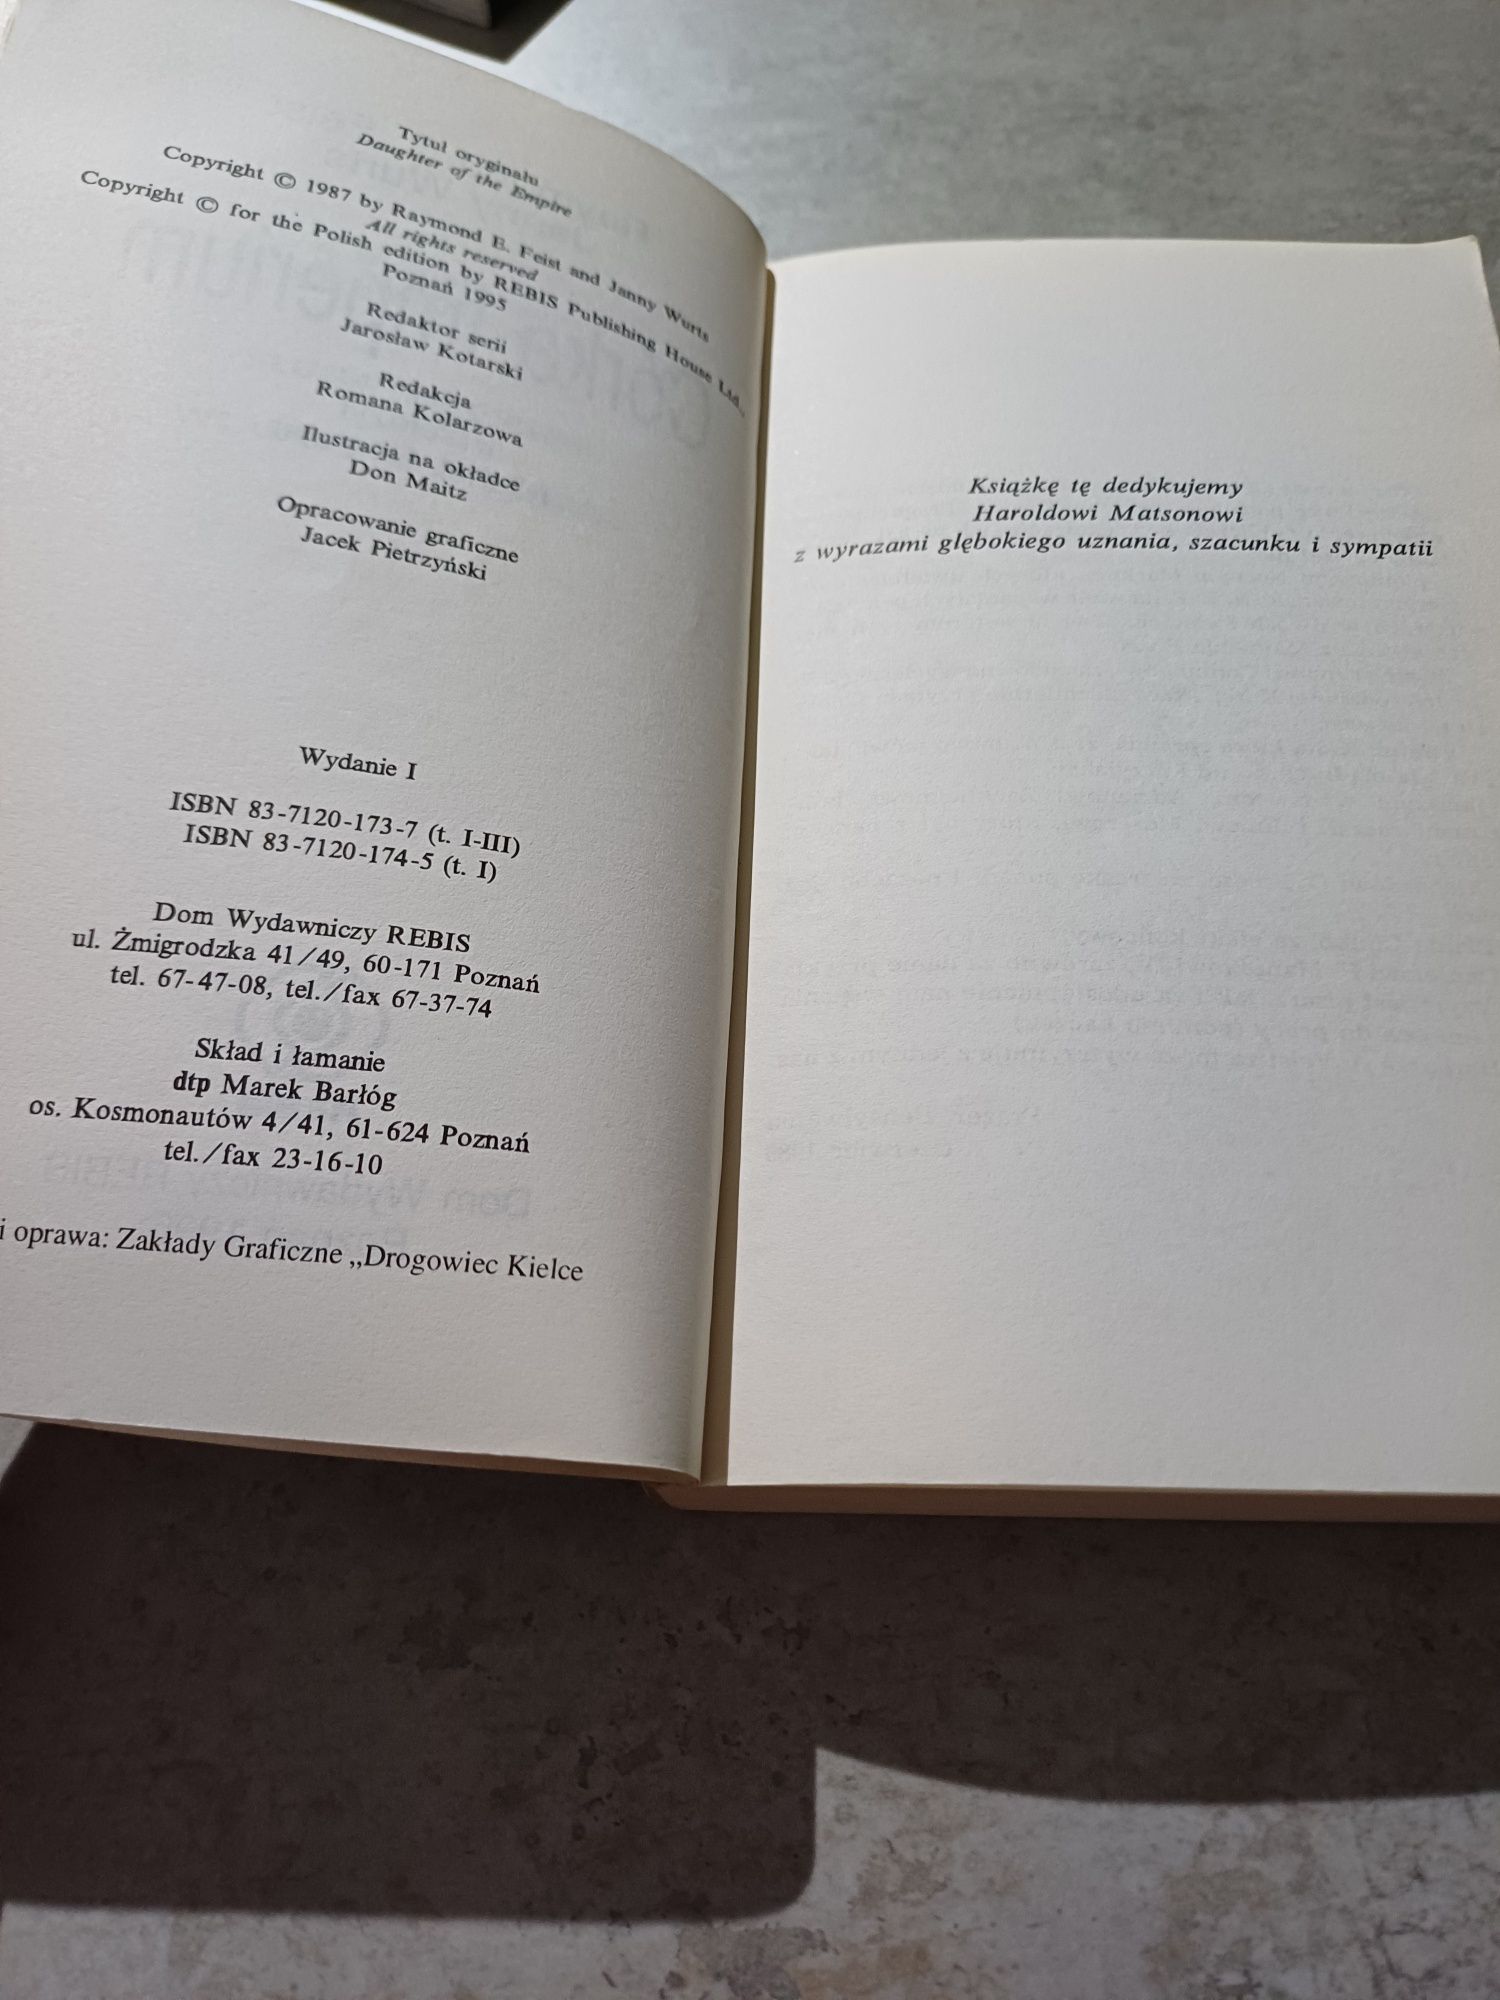 Tytuł oryginału
Daughter of the Empire
Copyright © 1987 by Raymond E. Feist and Janny Wurts
All rights reserved
Copyright © for the Polish edition by REBIS Publishing House Ltd.,
Poznań 1995
Redaktor serii
Jarosław Kotarski
Redakcja
Romana Kolarzowa
Ilustracja na okładce
Don Maitz
Opracowanie graficzne
Jacek Pietrzyński
Wydanie I
ISBN 83-7120-173-7 (t. I-III)
ISBN 83-7120-174-5 (t. I)
Dom Wydawniczy REBIS
ul. Żmigrodzka 41/49, 60-171 Poznań
tel. 67-47-08, tel./fax 67-37-74
Skład i łamanie
dtp Marek Barłóg
os. Kosmonautów 4/41, 61-624 Poznań
tel./fax 23-16-10
i oprawa: Zakłady Graficzne „Drogowiec Kielce
Książkę tę dedykujemy
Haroldowi Matsonowi
z wyrazami głębokiego uznania, szacunku i sympatii